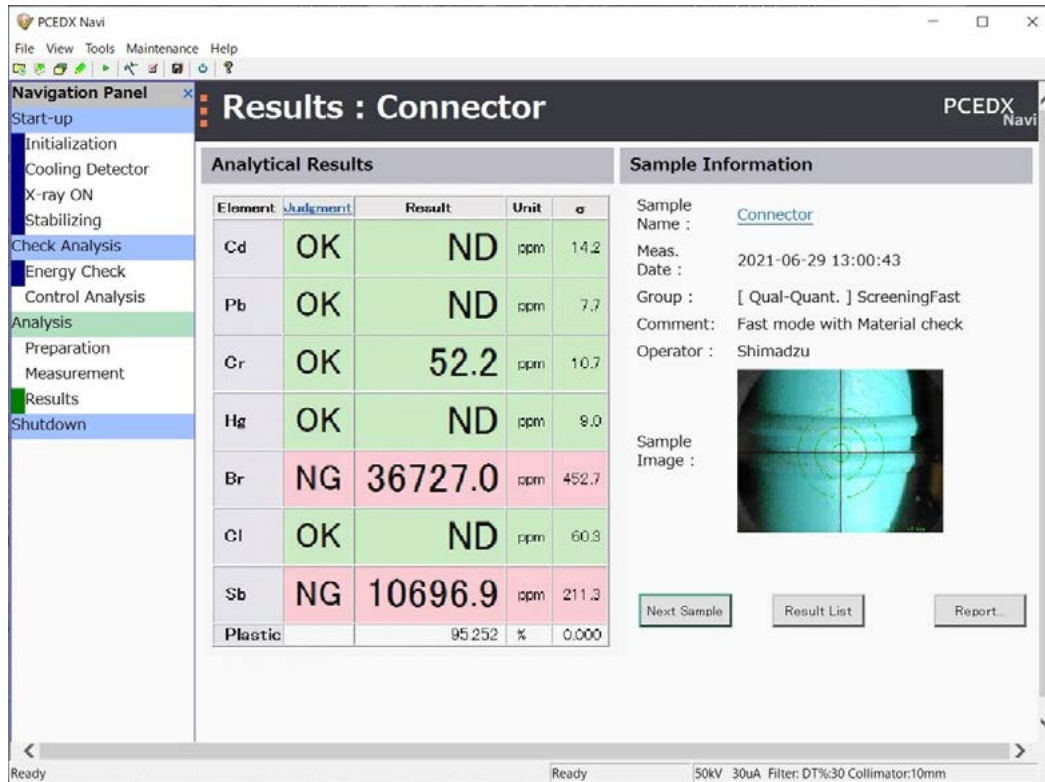 PCEDX Navi
File View Tools Maintenance Help
Navigation Panel
Start-up
Initialization
Cooling Detector
X-ray ON
Stabilizing
Check Analysis
Energy Check
Control Analysis
Analysis
Preparation
Measurement
Results
Shutdown
Results : Connector
PCEDX
Navi
Analytical Results
Element Judgment Result Unit σ
Cd OK ND ppm 14.2
Pb OK ND ppm 7.7
Cr OK 52.2 ppm 10.7
Hg OK ND ppm 9.0
Br NG 36727.0 ppm 452.7
Cl OK ND ppm 60.3
Sb NG 10696.9 ppm 211.3
Plastic 95.252 % 0.000
Sample Information
Sample
Name : Connector
Meas.
Date : 2021-06-29 13:00:43
Group : [ Qual-Quant. ] ScreeningFast
Comment: Fast mode with Material check
Operator : Shimadzu
Sample
Image :
Next Sample Result List Report...
Ready Ready 50kV 30uA Filter: DT%:30 Collimator:10mm